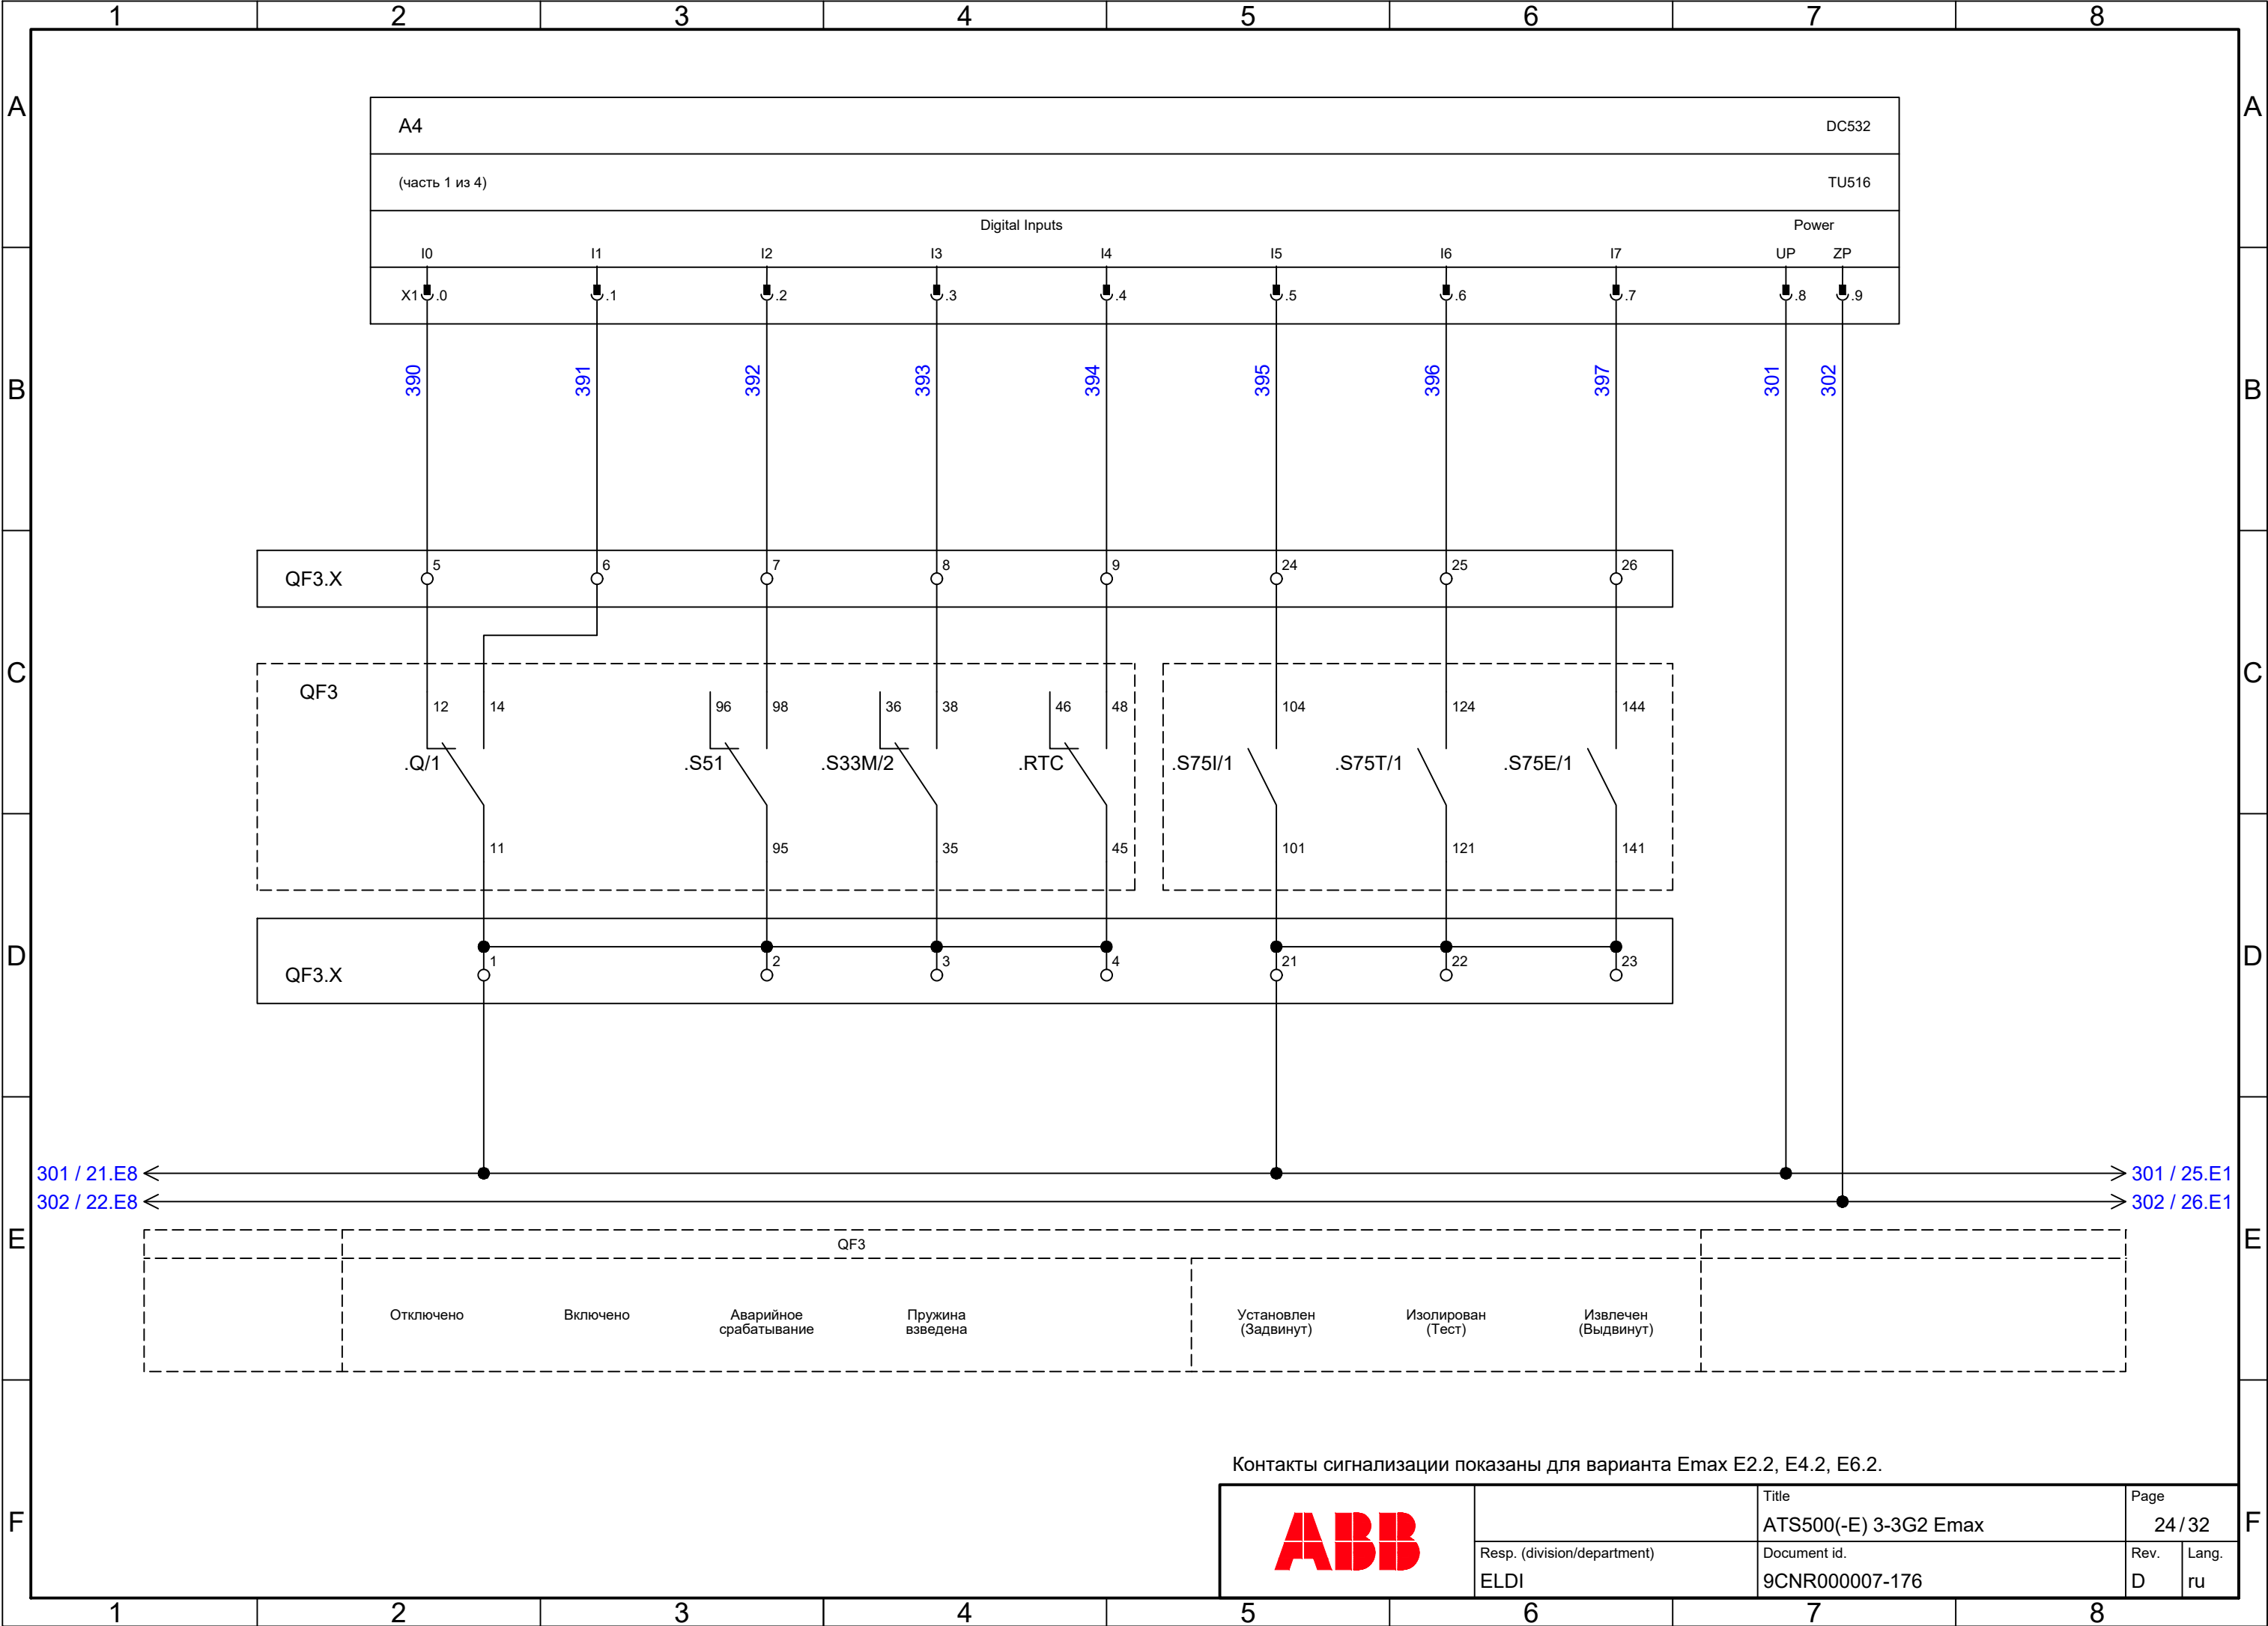 1 2 3 4 5 6 7 8
A A
A4 DC532
(часть 1 из 4) TU516
Digital Inputs Power
I0 I1 I2 I3 I4 I5 I6 I7 UP ZP
X1 .0 .1 .2 .3 .4 .5 .6 .7 .8 .9
B B
390 391 392 393 394 395 396 397 301 302
QF3.X 5 6 7 8 9 24 25 26
C C
QF3
12 14 96 98 36 38 46 48 104 124 144
.Q/1 .S51 .S33M/2 .RTC .S75I/1 .S75T/1 .S75E/1
11 95 35 45 101 121 141
D D
QF3.X 1 2 3 4 21 22 23
301 / 21.E8 301 / 25.E1
302 / 22.E8 302 / 26.E1
E E
QF3
Отключено Включено Аварийное Пружина Установлен Изолирован Извлечен
срабатывание взведена (Задвинут) (Тест) (Выдвинут)
Контакты сигнализации показаны для варианта Emax E2.2, E4.2, E6.2.
F F
ABB
Title Page
ATS500(-E) 3-3G2 Emax 24/32
Resp. (division/department) Document id. Rev. Lang.
ELDI 9CNR000007-176 D ru
1 2 3 4 5 6 7 8